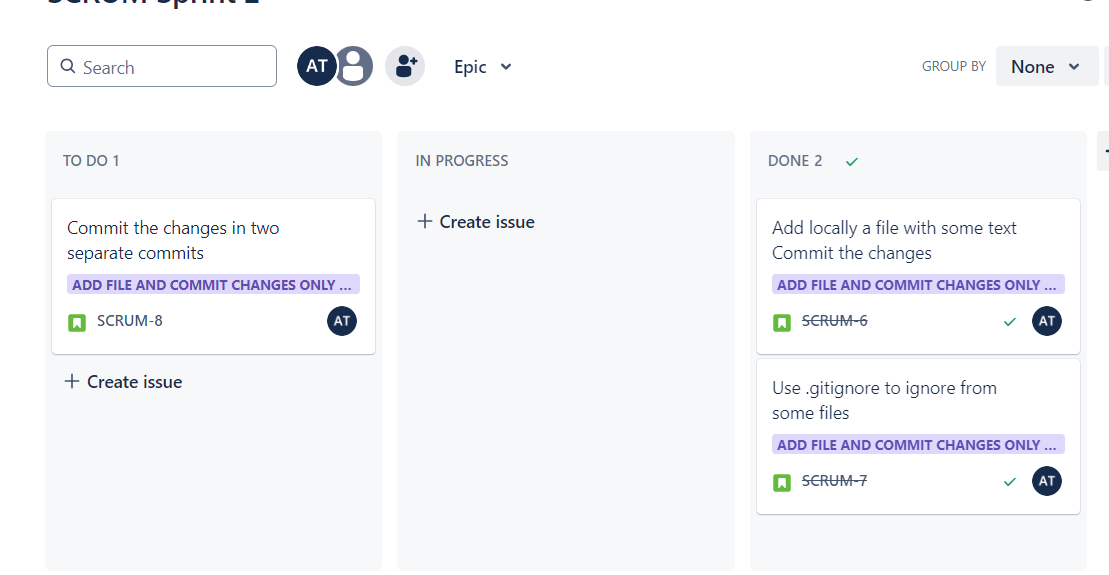 SCRUM Sprint 2
Search
AT
Epic
GROUP BY
None
TO DO 1
Commit the changes in two
separate commits
ADD FILE AND COMMIT CHANGES ONLY ...
SCRUM-8
AT
+ Create issue
IN PROGRESS
+ Create issue
DONE 2
Add locally a file with some text
Commit the changes
ADD FILE AND COMMIT CHANGES ONLY ...
SCRUM-6
AT
Use .gitignore to ignore from
some files
ADD FILE AND COMMIT CHANGES ONLY ...
SCRUM-7
AT